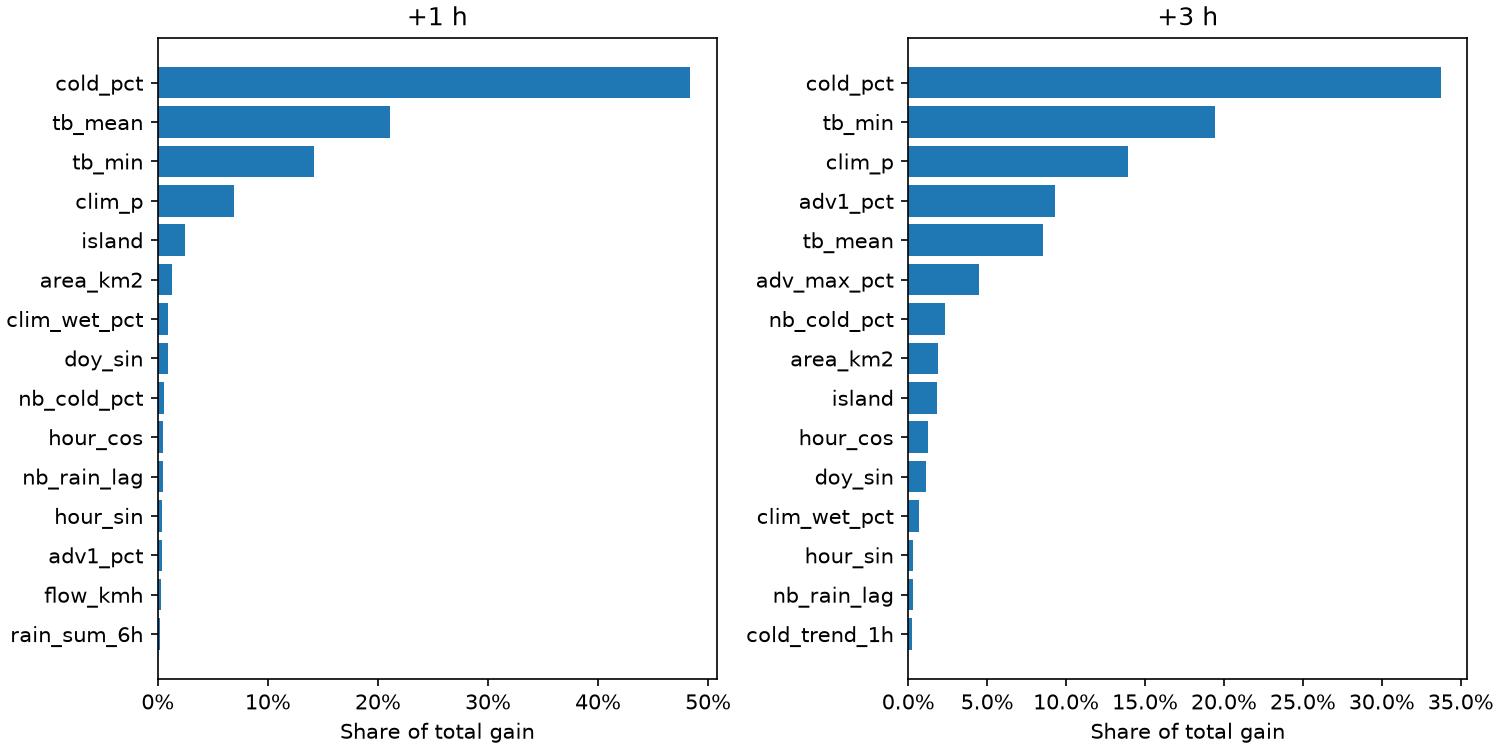 +1 h
cold_pct
tb_mean
tb_min
clim_p
island
area_km2
clim_wet_pct
doy_sin
nb_cold_pct
hour_cos
nb_rain_lag
hour_sin
adv1_pct
flow_kmh
rain_sum_6h
0% 10% 20% 30% 40% 50%
Share of total gain
+3 h
cold_pct
tb_min
clim_p
adv1_pct
tb_mean
adv_max_pct
nb_cold_pct
area_km2
island
hour_cos
doy_sin
clim_wet_pct
hour_sin
nb_rain_lag
cold_trend_1h
0.0% 5.0% 10.0% 15.0% 20.0% 25.0% 30.0% 35.0%
Share of total gain